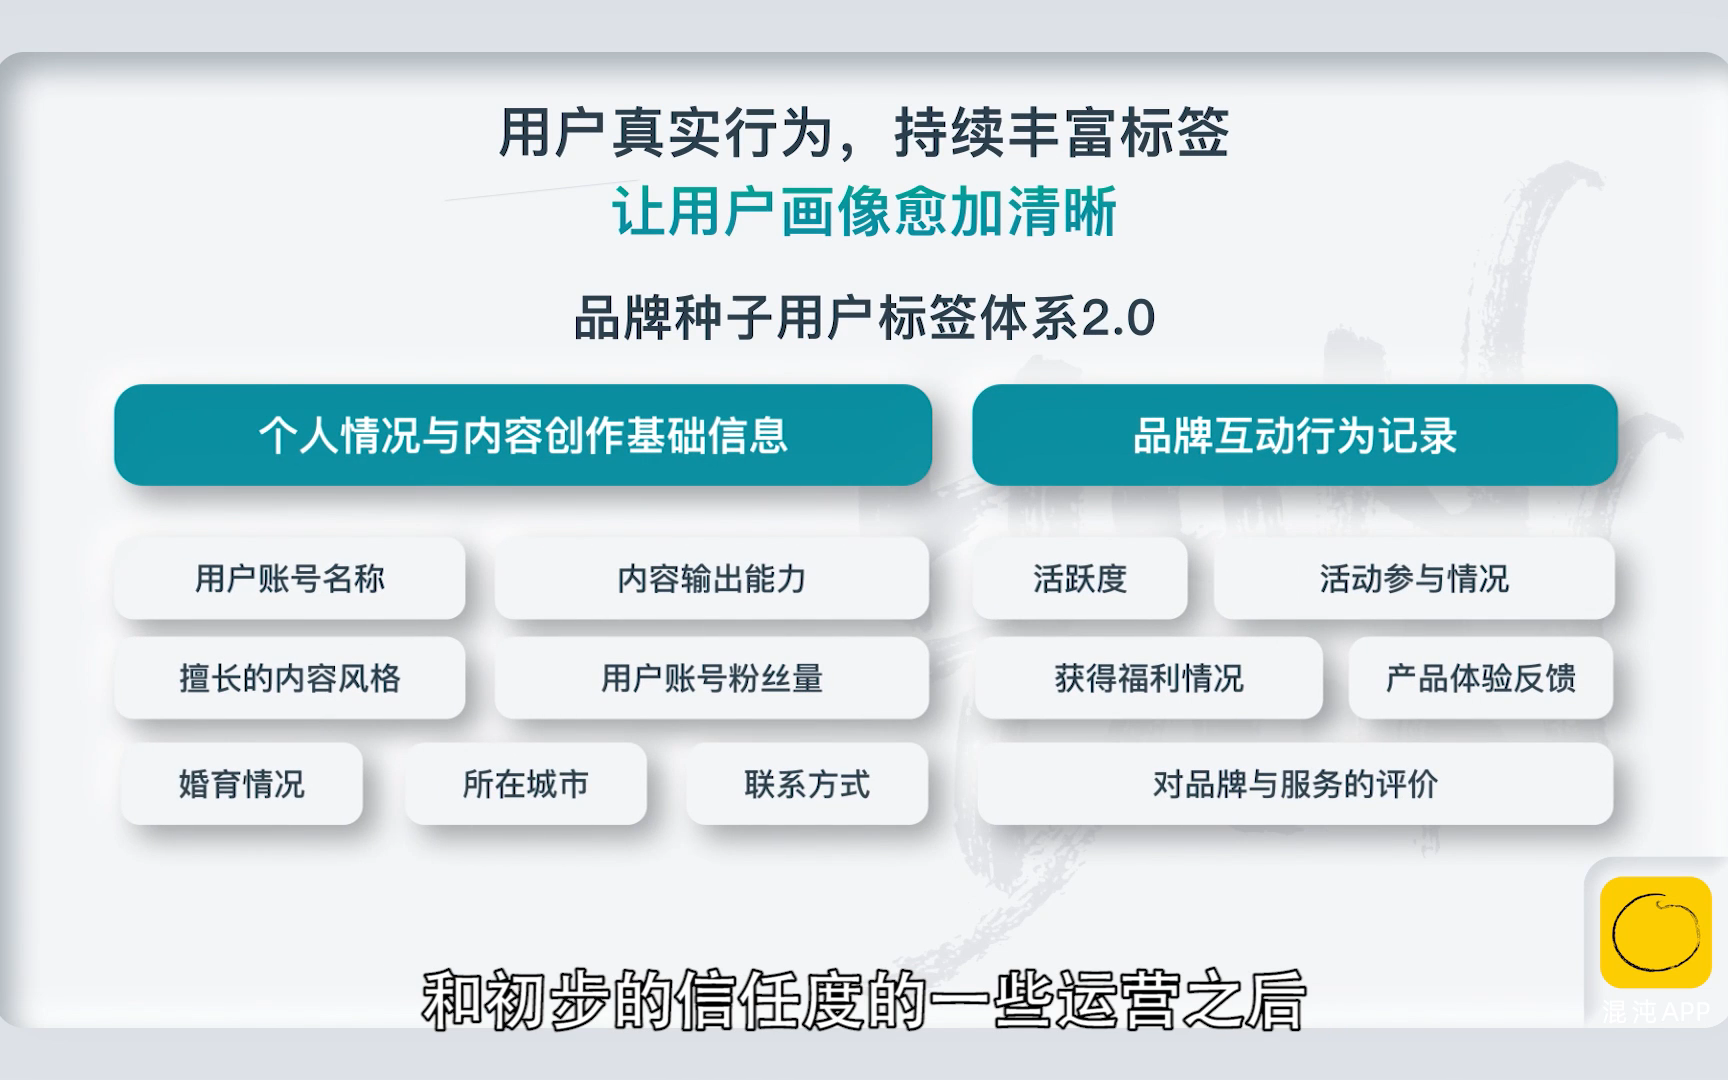 用户真实行为，持续丰富标签
让用户画像愈加清晰
品牌种子用户标签体系2.0
个人情况与内容创作基础信息
品牌互动行为记录
用户账号名称
内容输出能力
活跃度
活动参与情况
擅长的内容风格
用户账号粉丝量
获得福利情况
产品体验反馈
婚育情况
所在城市
联系方式
对品牌与服务的评价
和初步的信任度的一些运营之后
混沌APP